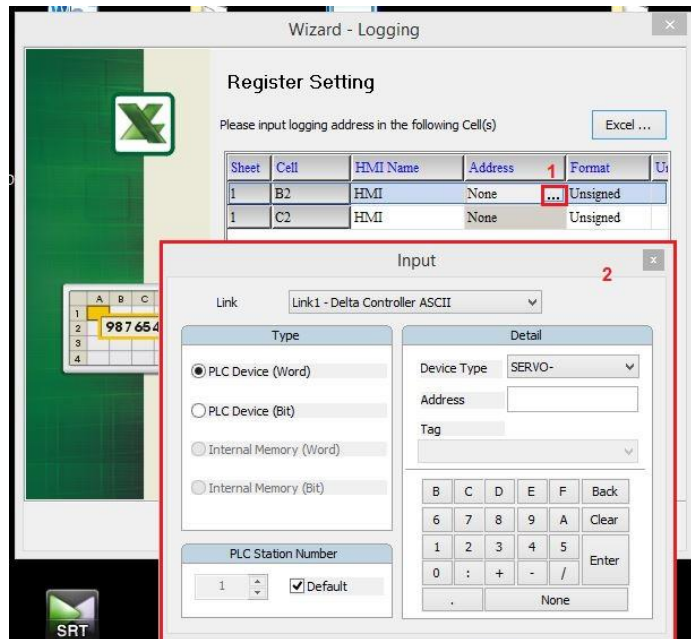 Wizard - Logging
Register Setting
Please input logging address in the following Cell(s)
Excel ...
Sheet Cell HMI Name Address 1 Format
1 B2 HMI None ... Unsigned
1 C2 HMI None Unsigned
Input
2
Link Link1 - Delta Controller ASCII
Type
PLC Device (Word)
PLC Device (Bit)
Internal Memory (Word)
Internal Memory (Bit)
PLC Station Number
1 Default
Detail
Device Type SERVO-
Address
Tag
B C D E F Back
6 7 8 9 A Clear
1 2 3 4 5 Enter
0 : + - /
. None
A B C
1
2 987654
3
4
SRT